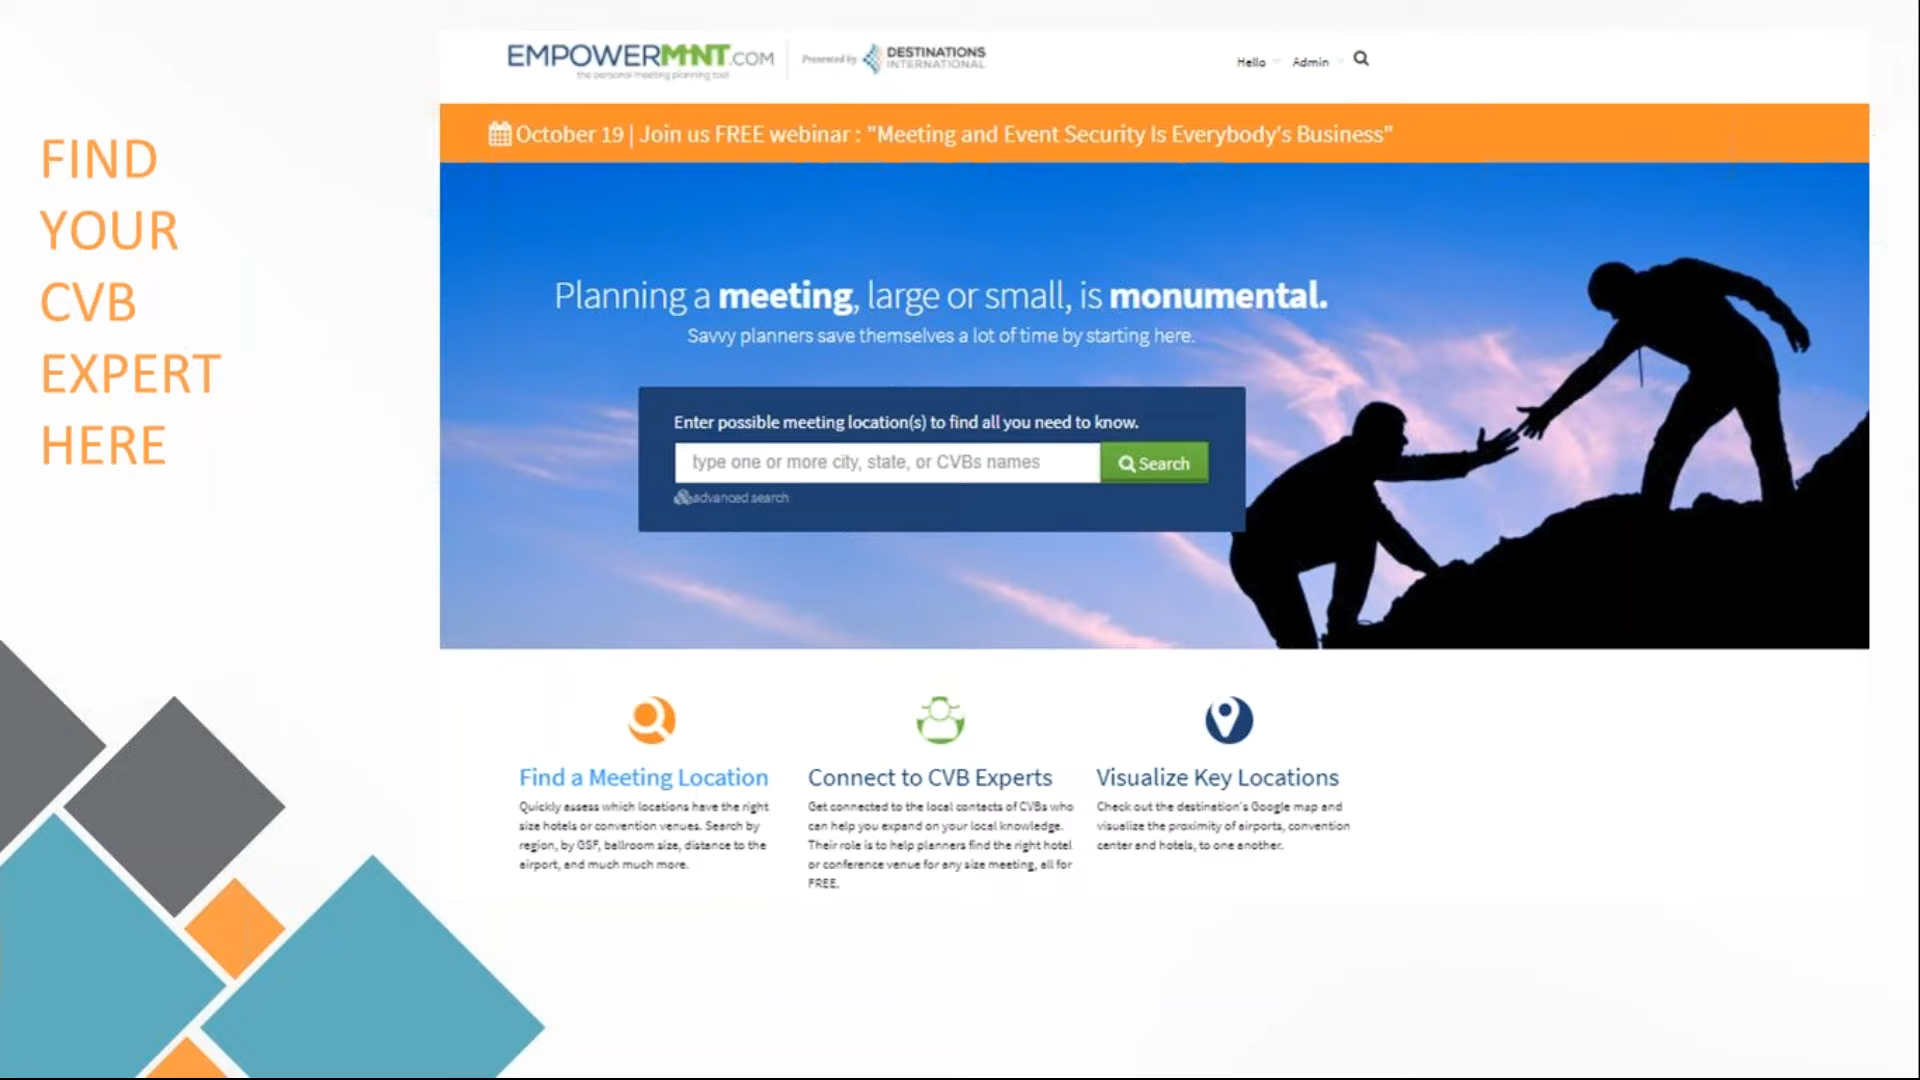 FIND
YOUR
CVB
EXPERT
HERE
EMPOWERMINT.COM
the personal meeting planning tool
Presented by
DESTINATIONS
INTERNATIONAL
Hello
Admin
October 19 | Join us FREE webinar : "Meeting and Event Security Is Everybody's Business"
Planning a meeting, large or small, is monumental.
Savvy planners save themselves a lot of time by starting here.
Enter possible meeting location(s) to find all you need to know.
type one or more city, state, or CVBs names
Search
advanced search
Find a Meeting Location
Quickly assess which locations have the right
size hotels or convention venues. Search by
region, by GSF, ballroom size, distance to the
airport, and much much more.
Connect to CVB Experts
Get connected to the local contacts of CVBs who
can help you expand on your local knowledge.
Their role is to help planners find the right hotel
or conference venue for any size meeting, all for
FREE.
Visualize Key Locations
Check out the destination's Google map and
visualize the proximity of airports, convention
center and hotels, to one another.